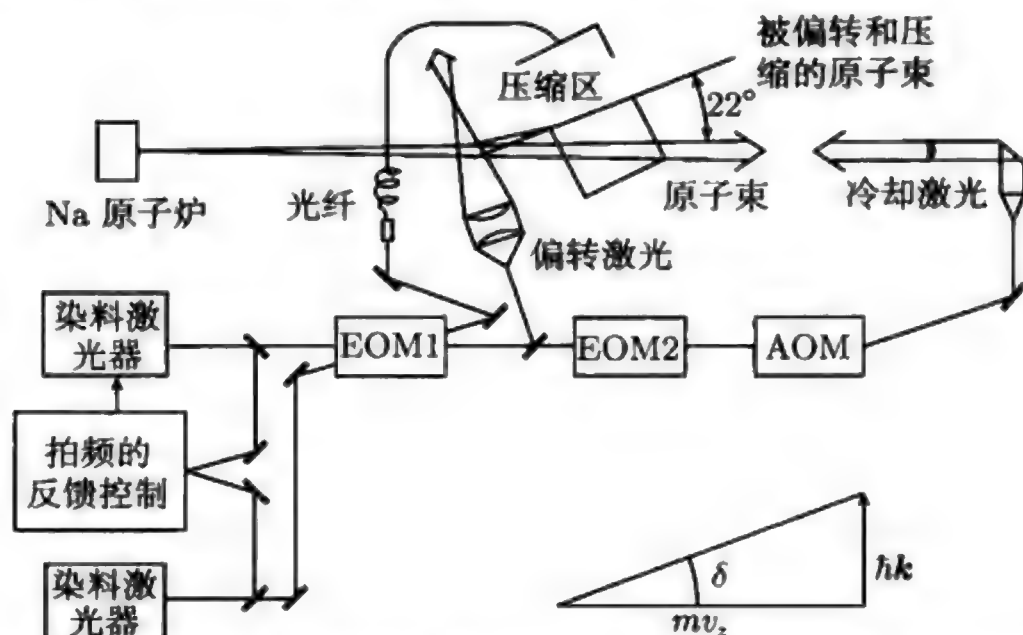 被偏转和压
缩的原子束
压缩区
22°
Na 原子炉
光纤
原子束
冷却激光
偏转激光
染料激
光器
EOM1
EOM2
AOM
拍频的
反馈控制
染料激
光器
δ
ħk
mv_z